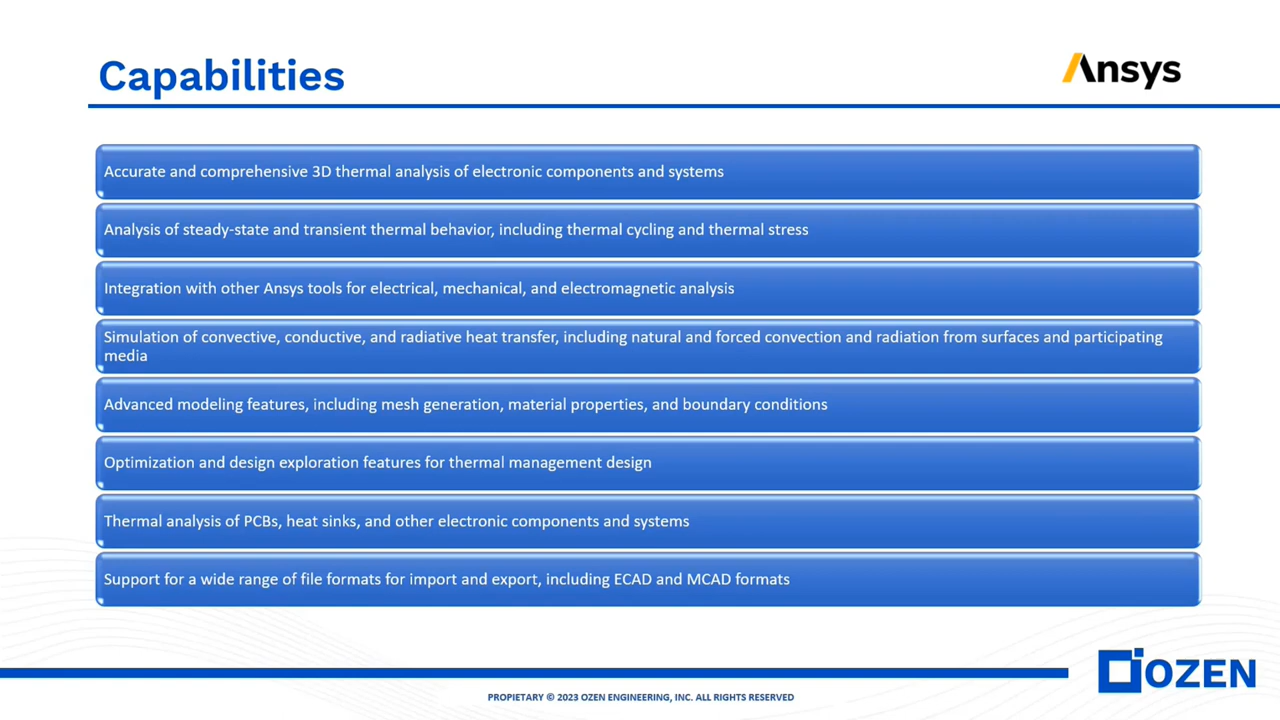 Capabilities
Ansys
Accurate and comprehensive 3D thermal analysis of electronic components and systems
Analysis of steady-state and transient thermal behavior, including thermal cycling and thermal stress
Integration with other Ansys tools for electrical, mechanical, and electromagnetic analysis
Simulation of convective, conductive, and radiative heat transfer, including natural and forced convection and radiation from surfaces and participating
media
Advanced modeling features, including mesh generation, material properties, and boundary conditions
Optimization and design exploration features for thermal management design
Thermal analysis of PCBs, heat sinks, and other electronic components and systems
Support for a wide range of file formats for import and export, including ECAD and MCAD formats
OZEN
PROPIETARY © 2023 OZEN ENGINEERING, INC. ALL RIGHTS RESERVED